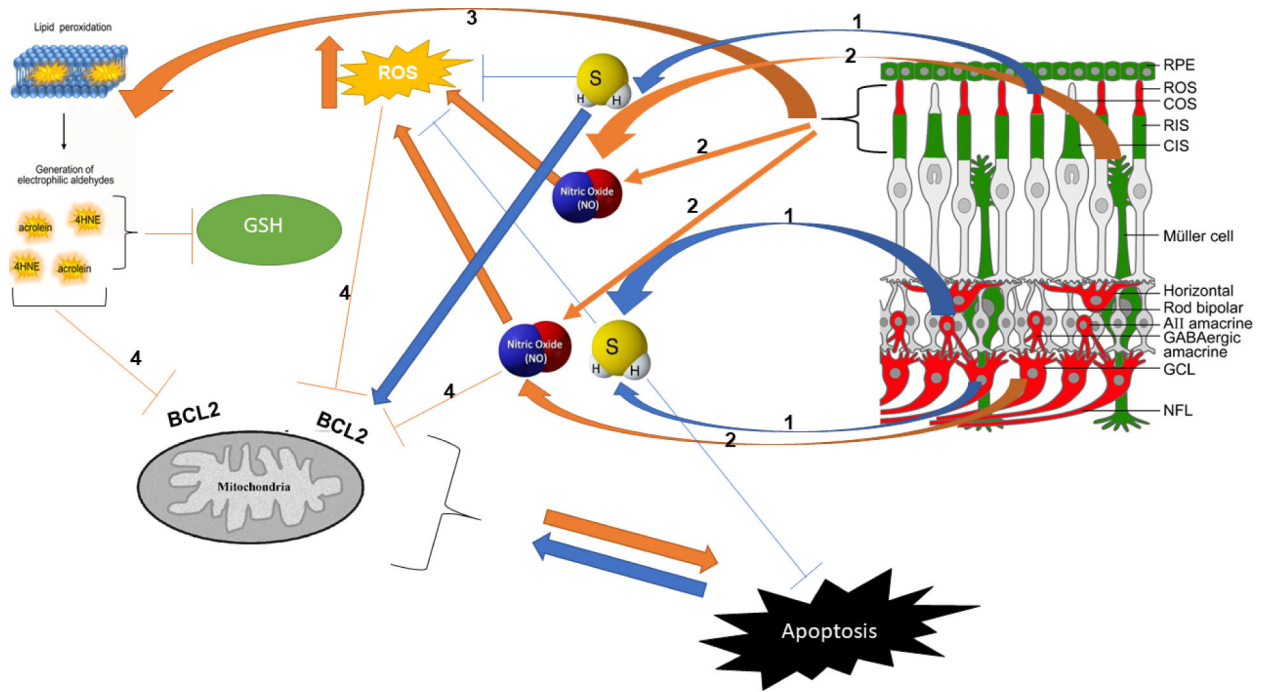 Lipid peroxidation
3
1
2
ROS
S
H
H
RPE
ROS
COS
RIS
CIS
2
Generation of
electrophilic aldehydes
Nitric Oxide
(NO)
2
1
acrolein
4HNE
4HNE
acrolein
GSH
Müller cell
4
Horizontal
Rod bipolar
AII amacrine
GABAergic
amacrine
GCL
NFL
Nitric Oxide
(NO)
S
H
H
4
4
1
2
BCL2
BCL2
Mitochondria
Apoptosis